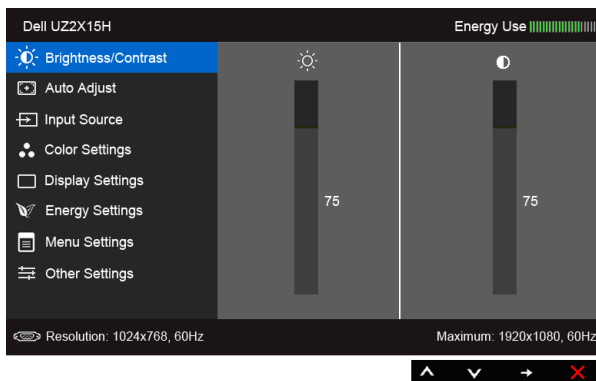 Dell UZ2X15H Energy Use
Brightness/Contrast
Auto Adjust
Input Source
Color Settings
Display Settings
Energy Settings 75 75
Menu Settings
Other Settings
Resolution: 1024x768, 60Hz Maximum: 1920x1080, 60Hz